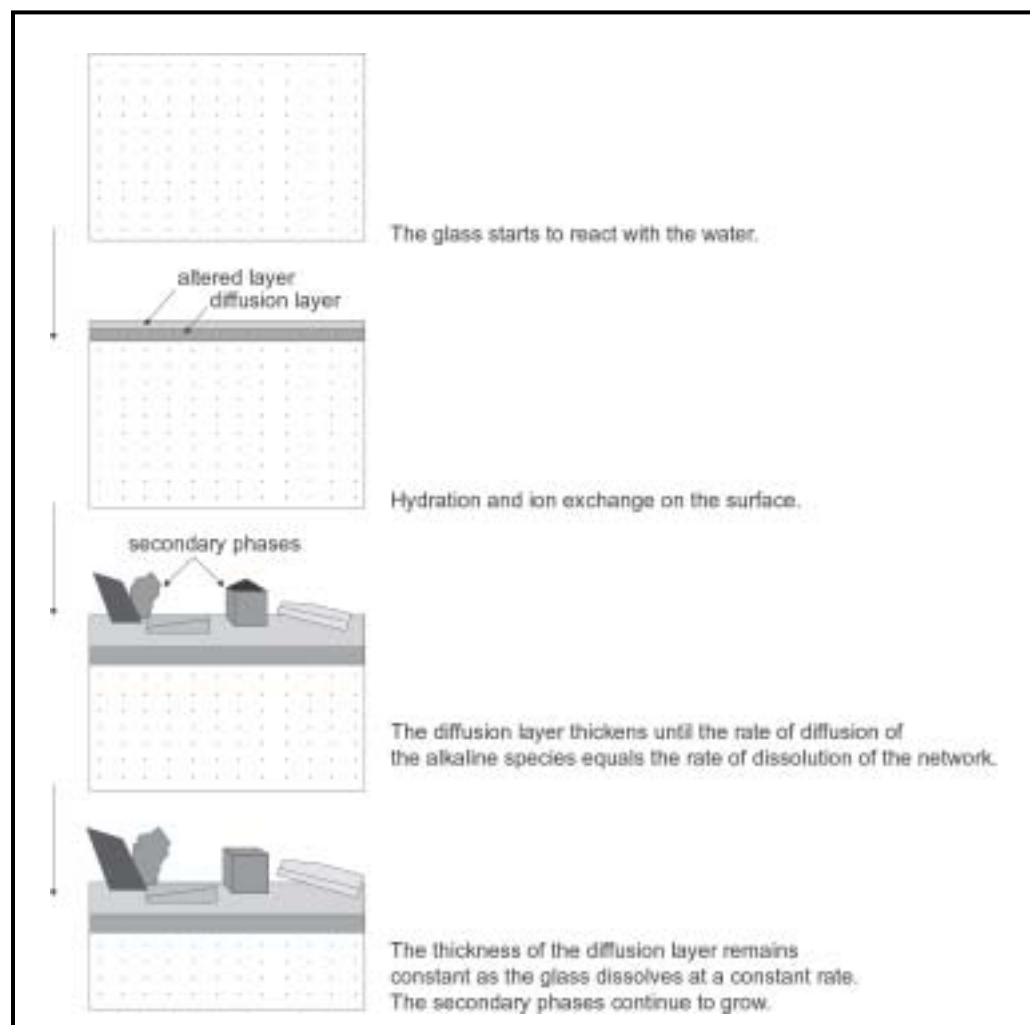 The glass starts to react with the water.
altered layer
diffusion layer
Hydration and ion exchange on the surface.
secondary phases
The diffusion layer thickens until the rate of diffusion of
the alkaline species equals the rate of dissolution of the network.
The thickness of the diffusion layer remains
constant as the glass dissolves at a constant rate.
The secondary phases continue to grow.